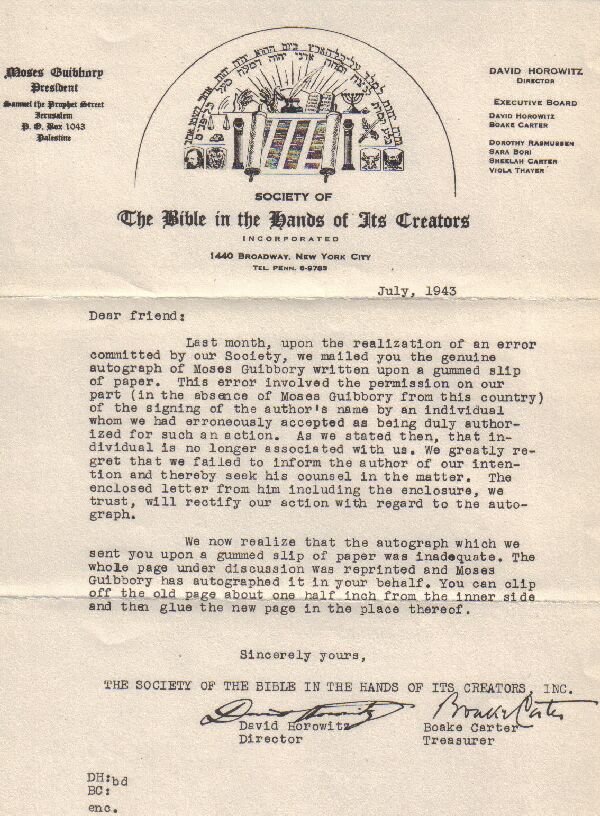 Moses Guibbory
President
Samuel the Prophet Street
Jerusalem
P. O. Box 1043
Palestine
DAVID HOROWITZ
DIRECTOR
EXECUTIVE BOARD
DAVID HOROWITZ
BOAKE CARTER
DOROTHY RASMUSSEN
SARA BORI
SHEELAH CARTER
VIOLA THAYER
SOCIETY OF
The Bible in the Hands of Its Creators
INCORPORATED
1440 BROADWAY, NEW YORK CITY
TEL. PENN. 6-9783
July, 1943
Dear friend:
Last month, upon the realization of an error
committed by our Society, we mailed you the genuine
autograph of Moses Guibbory written upon a gummed slip
of paper. This error involved the permission on our
part (in the absence of Moses Guibbory from this country)
of the signing of the author's name by an individual
whom we had erroneously accepted as being duly author-
ized for such an action. As we stated then, that in-
dividual is no longer associated with us. We greatly re-
gret that we failed to inform the author of our inten-
tion and thereby seek his counsel in the matter. The
enclosed letter from him including the enclosure, we
trust, will rectify our action with regard to the auto-
graph.
We now realize that the autograph which we
sent you upon a gummed slip of paper was inadequate. The
whole page under discussion was reprinted and Moses
Guibbory has autographed it in your behalf. You can clip
off the old page about one half inch from the inner side
and then glue the new page in the place thereof.
Sincerely yours,
THE SOCIETY OF THE BIBLE IN THE HANDS OF ITS CREATORS, INC.
David Horowitz Boake Carter
David Horowitz Boake Carter
Director Treasurer
DH:bd
BC:
enc.